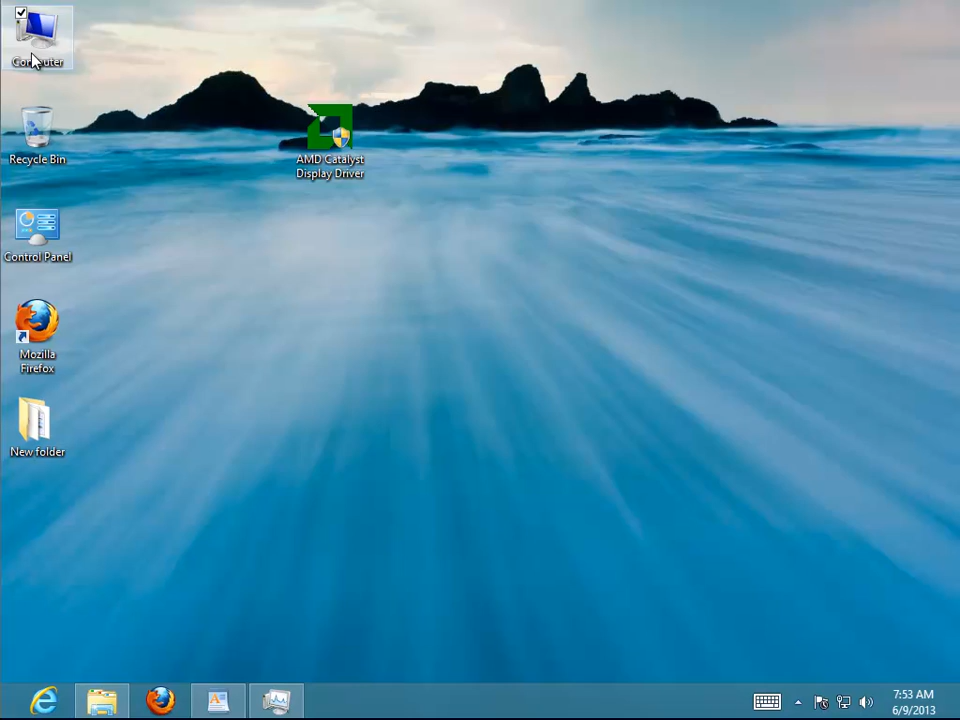 Computer
Recycle Bin
AMD Catalyst
Display Driver
Control Panel
Mozilla
Firefox
New folder
7:53 AM
6/9/2013